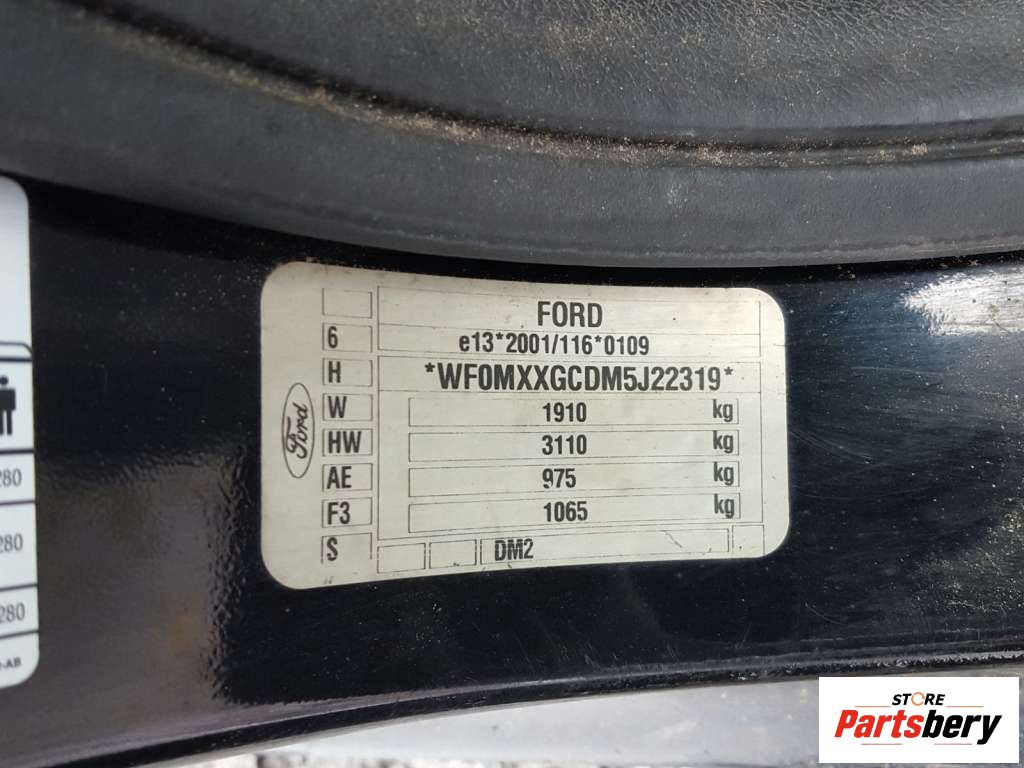 FORD
6
e13*2001/116*0109
H
*WF0MXXGCDM5J22319*
W
1910 kg
HW
3110 kg
AE
975 kg
F3
1065 kg
S
DM2
Ford
280
280
280
-AB
STORE
Partsbery